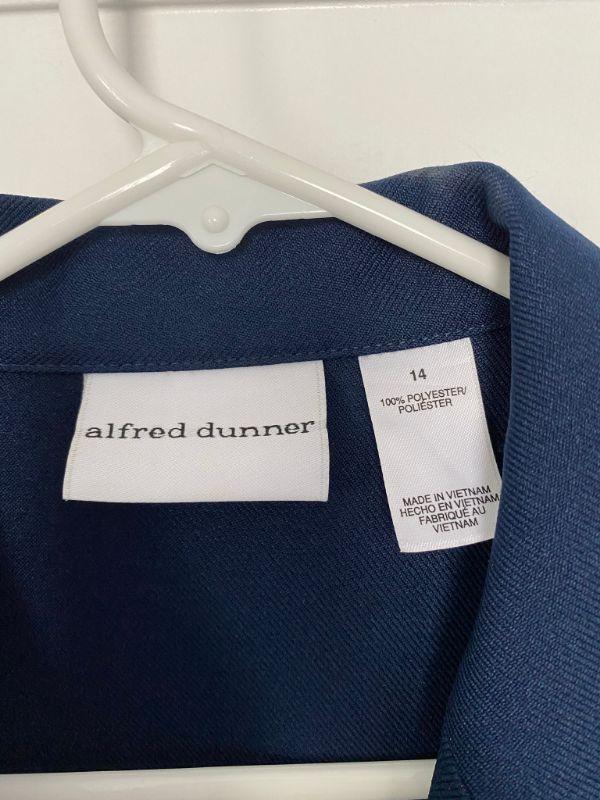 alfred dunner
14
100% POLYESTER/
POLIÉSTER
MADE IN VIETNAM
HECHO EN VIETNAM
FABRIQUÉ AU
VIETNAM